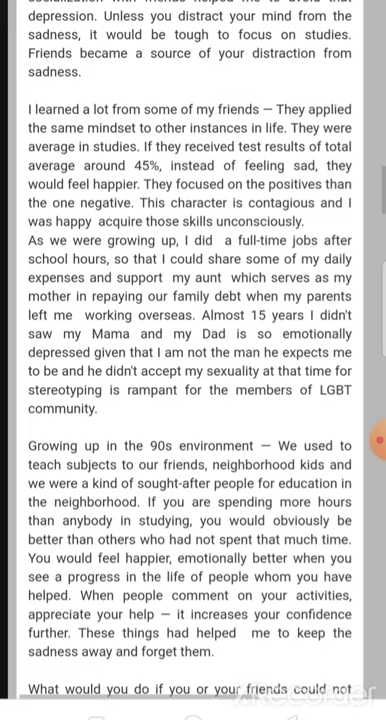 socialization with friends helped me to avoid that
depression. Unless you distract your mind from the
sadness, it would be tough to focus on studies.
Friends became a source of your distraction from
sadness.
I learned a lot from some of my friends — They applied
the same mindset to other instances in life. They were
average in studies. If they received test results of total
average around 45%, instead of feeling sad, they
would feel happier. They focused on the positives than
the one negative. This character is contagious and I
was happy acquire those skills unconsciously.
As we were growing up, I did a full-time jobs after
school hours, so that I could share some of my daily
expenses and support my aunt which serves as my
mother in repaying our family debt when my parents
left me working overseas. Almost 15 years I didn't
saw my Mama and my Dad is so emotionally
depressed given that I am not the man he expects me
to be and he didn't accept my sexuality at that time for
stereotyping is rampant for the members of LGBT
community.
Growing up in the 90s environment — We used to
teach subjects to our friends, neighborhood kids and
we were a kind of sought-after people for education in
the neighborhood. If you are spending more hours
than anybody in studying, you would obviously be
better than others who had not spent that much time.
You would feel happier, emotionally better when you
see a progress in the life of people whom you have
helped. When people comment on your activities,
appreciate your help — it increases your confidence
further. These things had helped me to keep the
sadness away and forget them.
What would you do if you or your friends could not
XRecorder